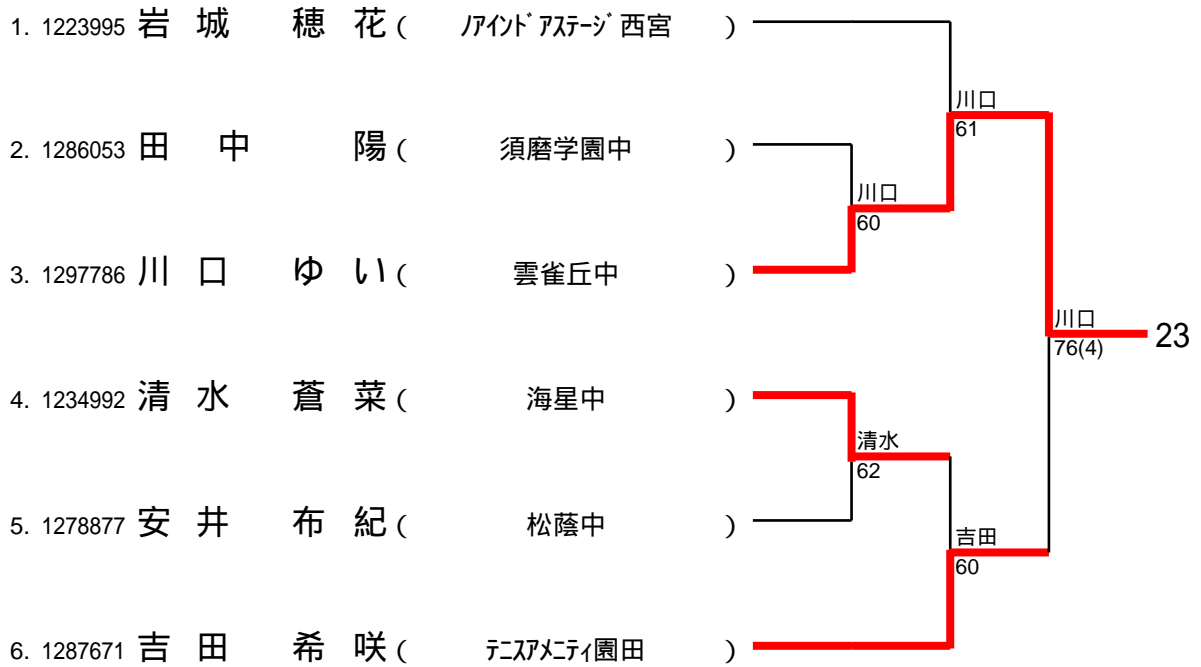 1. 1223995 岩城 穂花 ( ノアインドアステージ西宮 )
川口
61
2. 1286053 田中 陽 ( 須磨学園中 )
川口
60
3. 1297786 川口 ゆい ( 雲雀丘中 )
川口
76(4)
23
4. 1234992 清水 蒼菜 ( 海星中 )
清水
62
5. 1278877 安井 布紀 ( 松蔭中 )
吉田
60
6. 1287671 吉田 希咲 ( テニスアメニティ園田 )